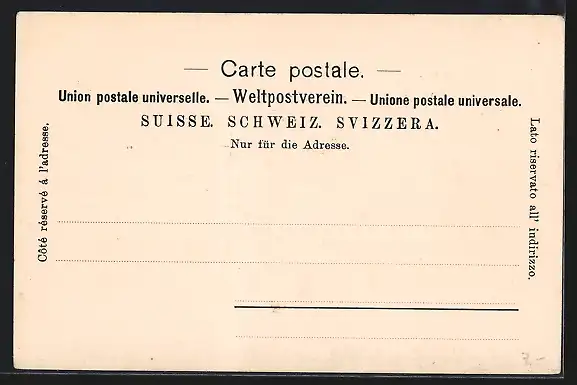 — Carte postale. —
Union postale universelle. — Weltpostverein. — Unione postale universale.
SUISSE. SCHWEIZ. SVIZZERA.
Nur für die Adresse.
Côté réservé à l'adresse.
Lato riservato all' indirizzo.
7.-